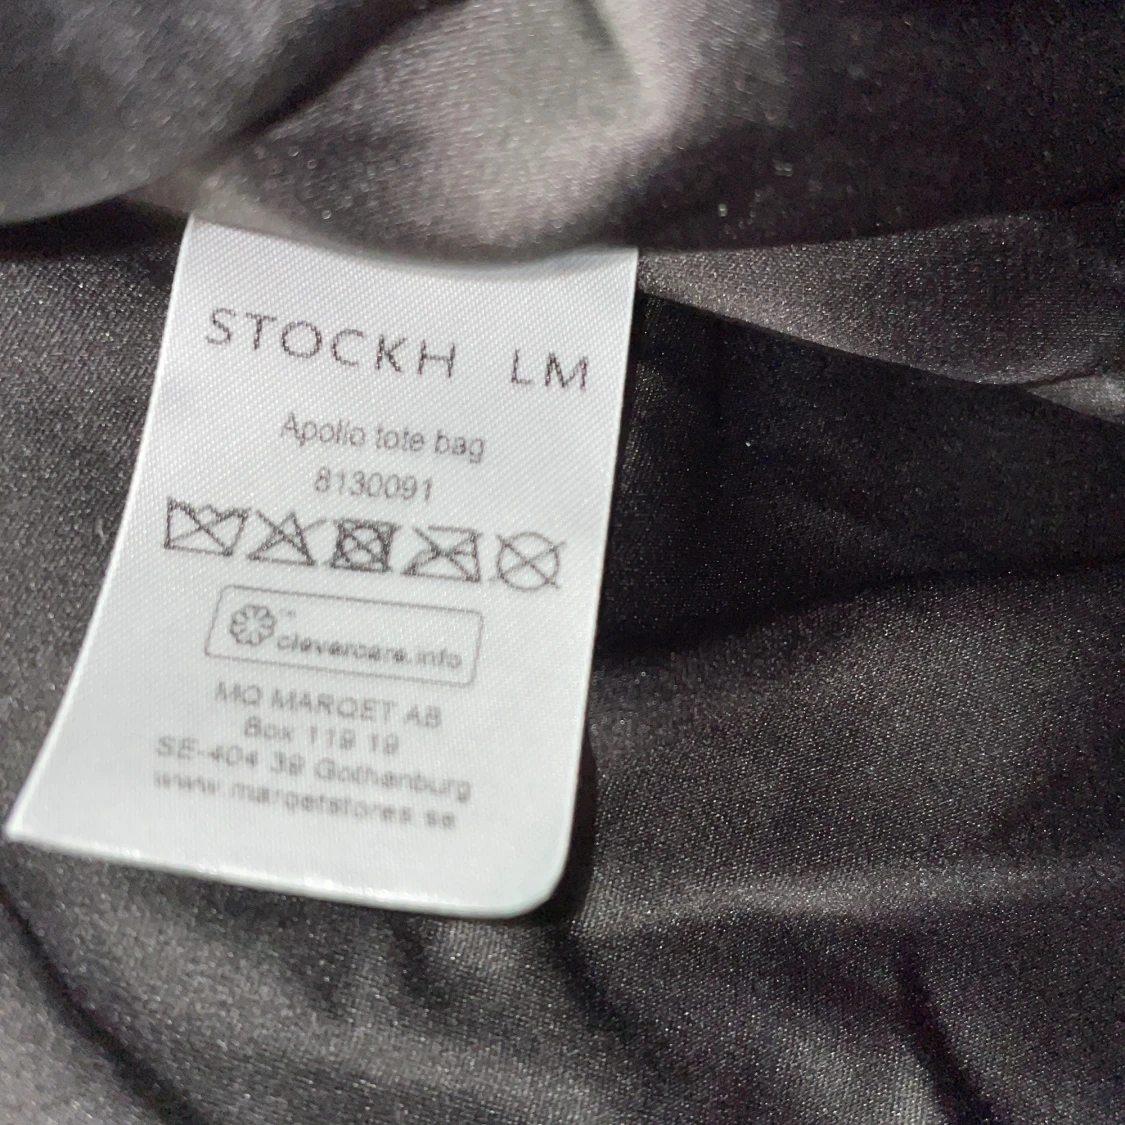 STOCKH LM
Apollo tote bag
8130091
clevercare.info
MQ MARQET AB
Box 119 19
SE-404 39 Gothenburg
www.marqetstores.se